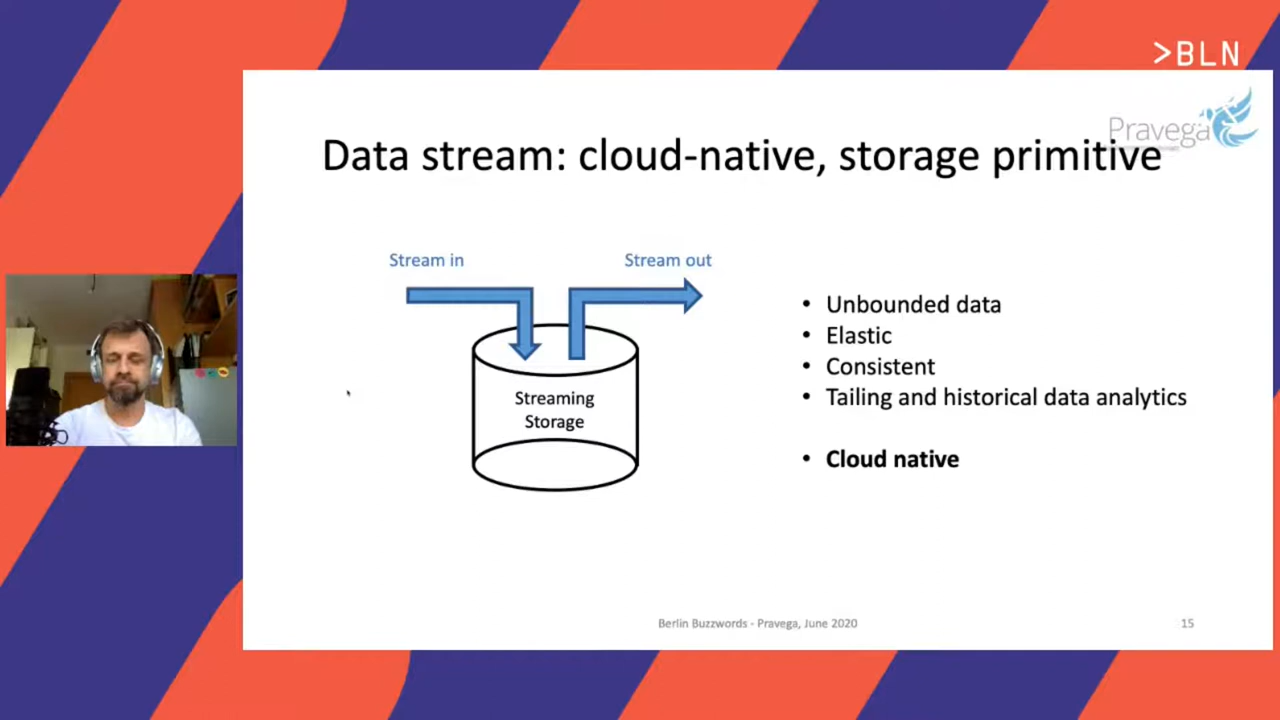 >BLN
Pravega
Data stream: cloud-native, storage primitive
Stream in
Stream out
Streaming
Storage
• Unbounded data
• Elastic
• Consistent
• Tailing and historical data analytics
• Cloud native
Berlin Buzzwords - Pravega, June 2020
15